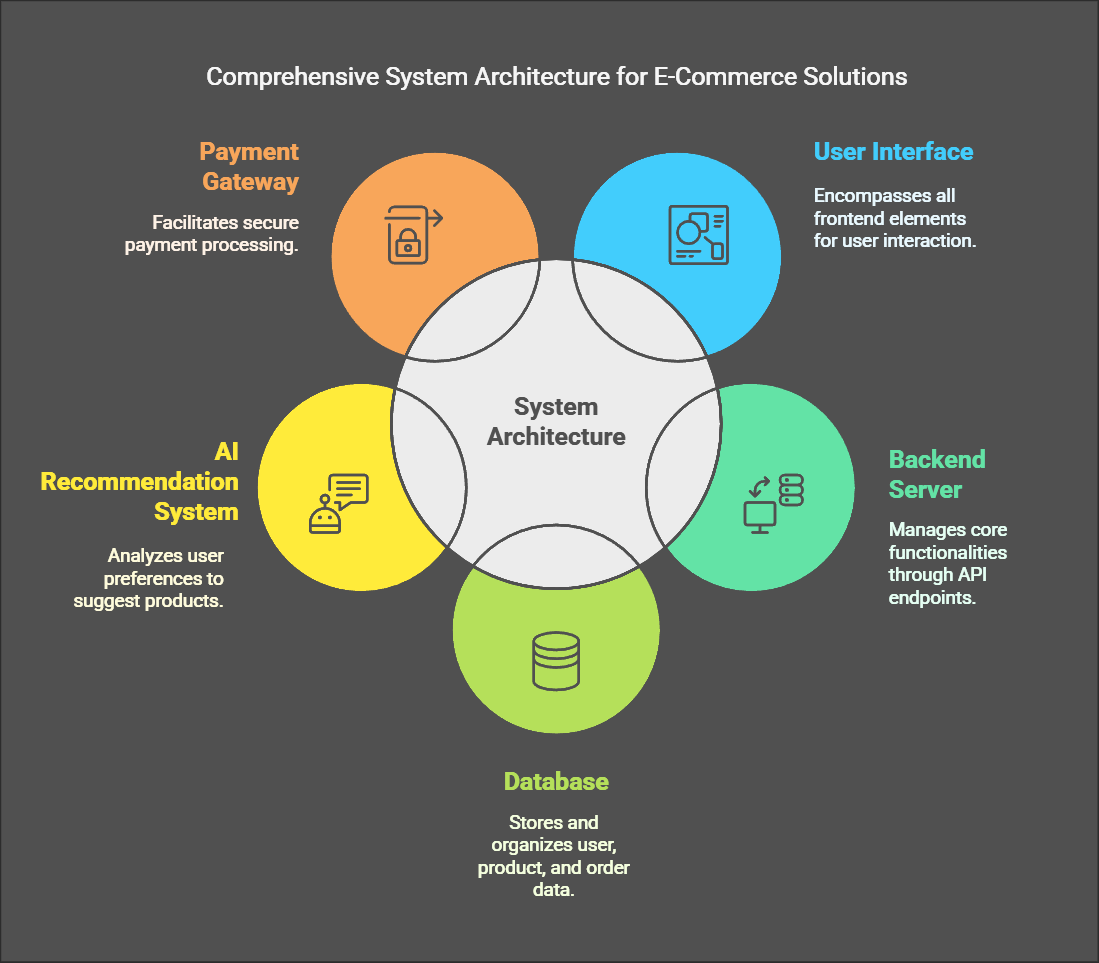 Comprehensive System Architecture for E-Commerce Solutions
Payment
Gateway
Facilitates secure
payment processing.
User Interface
Encompasses all
frontend elements
for user interaction.
System
Architecture
AI
Recommendation
System
Analyzes user
preferences to
suggest products.
Backend
Server
Manages core
functionalities
through API
endpoints.
Database
Stores and
organizes user,
product, and order
data.